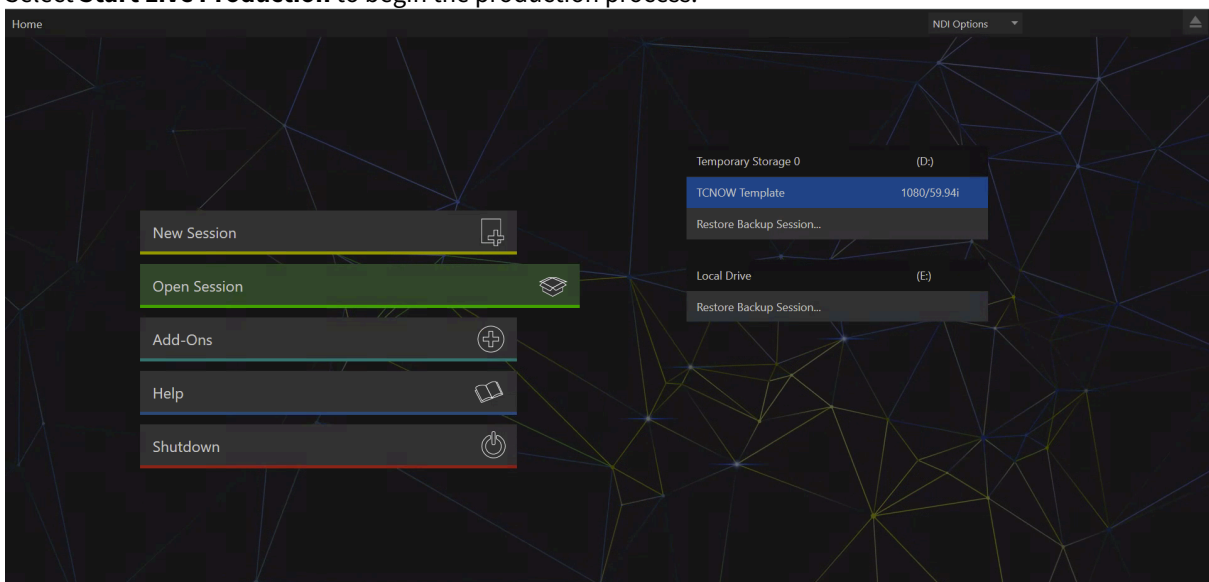 Select Start Live Production to begin the production process.
Home
NDI Options
Temporary Storage 0 (D:)
TCNOW Template 1080/59.94i
Restore Backup Session...
New Session
Open Session
Local Drive (E:)
Restore Backup Session...
Add-Ons
Help
Shutdown